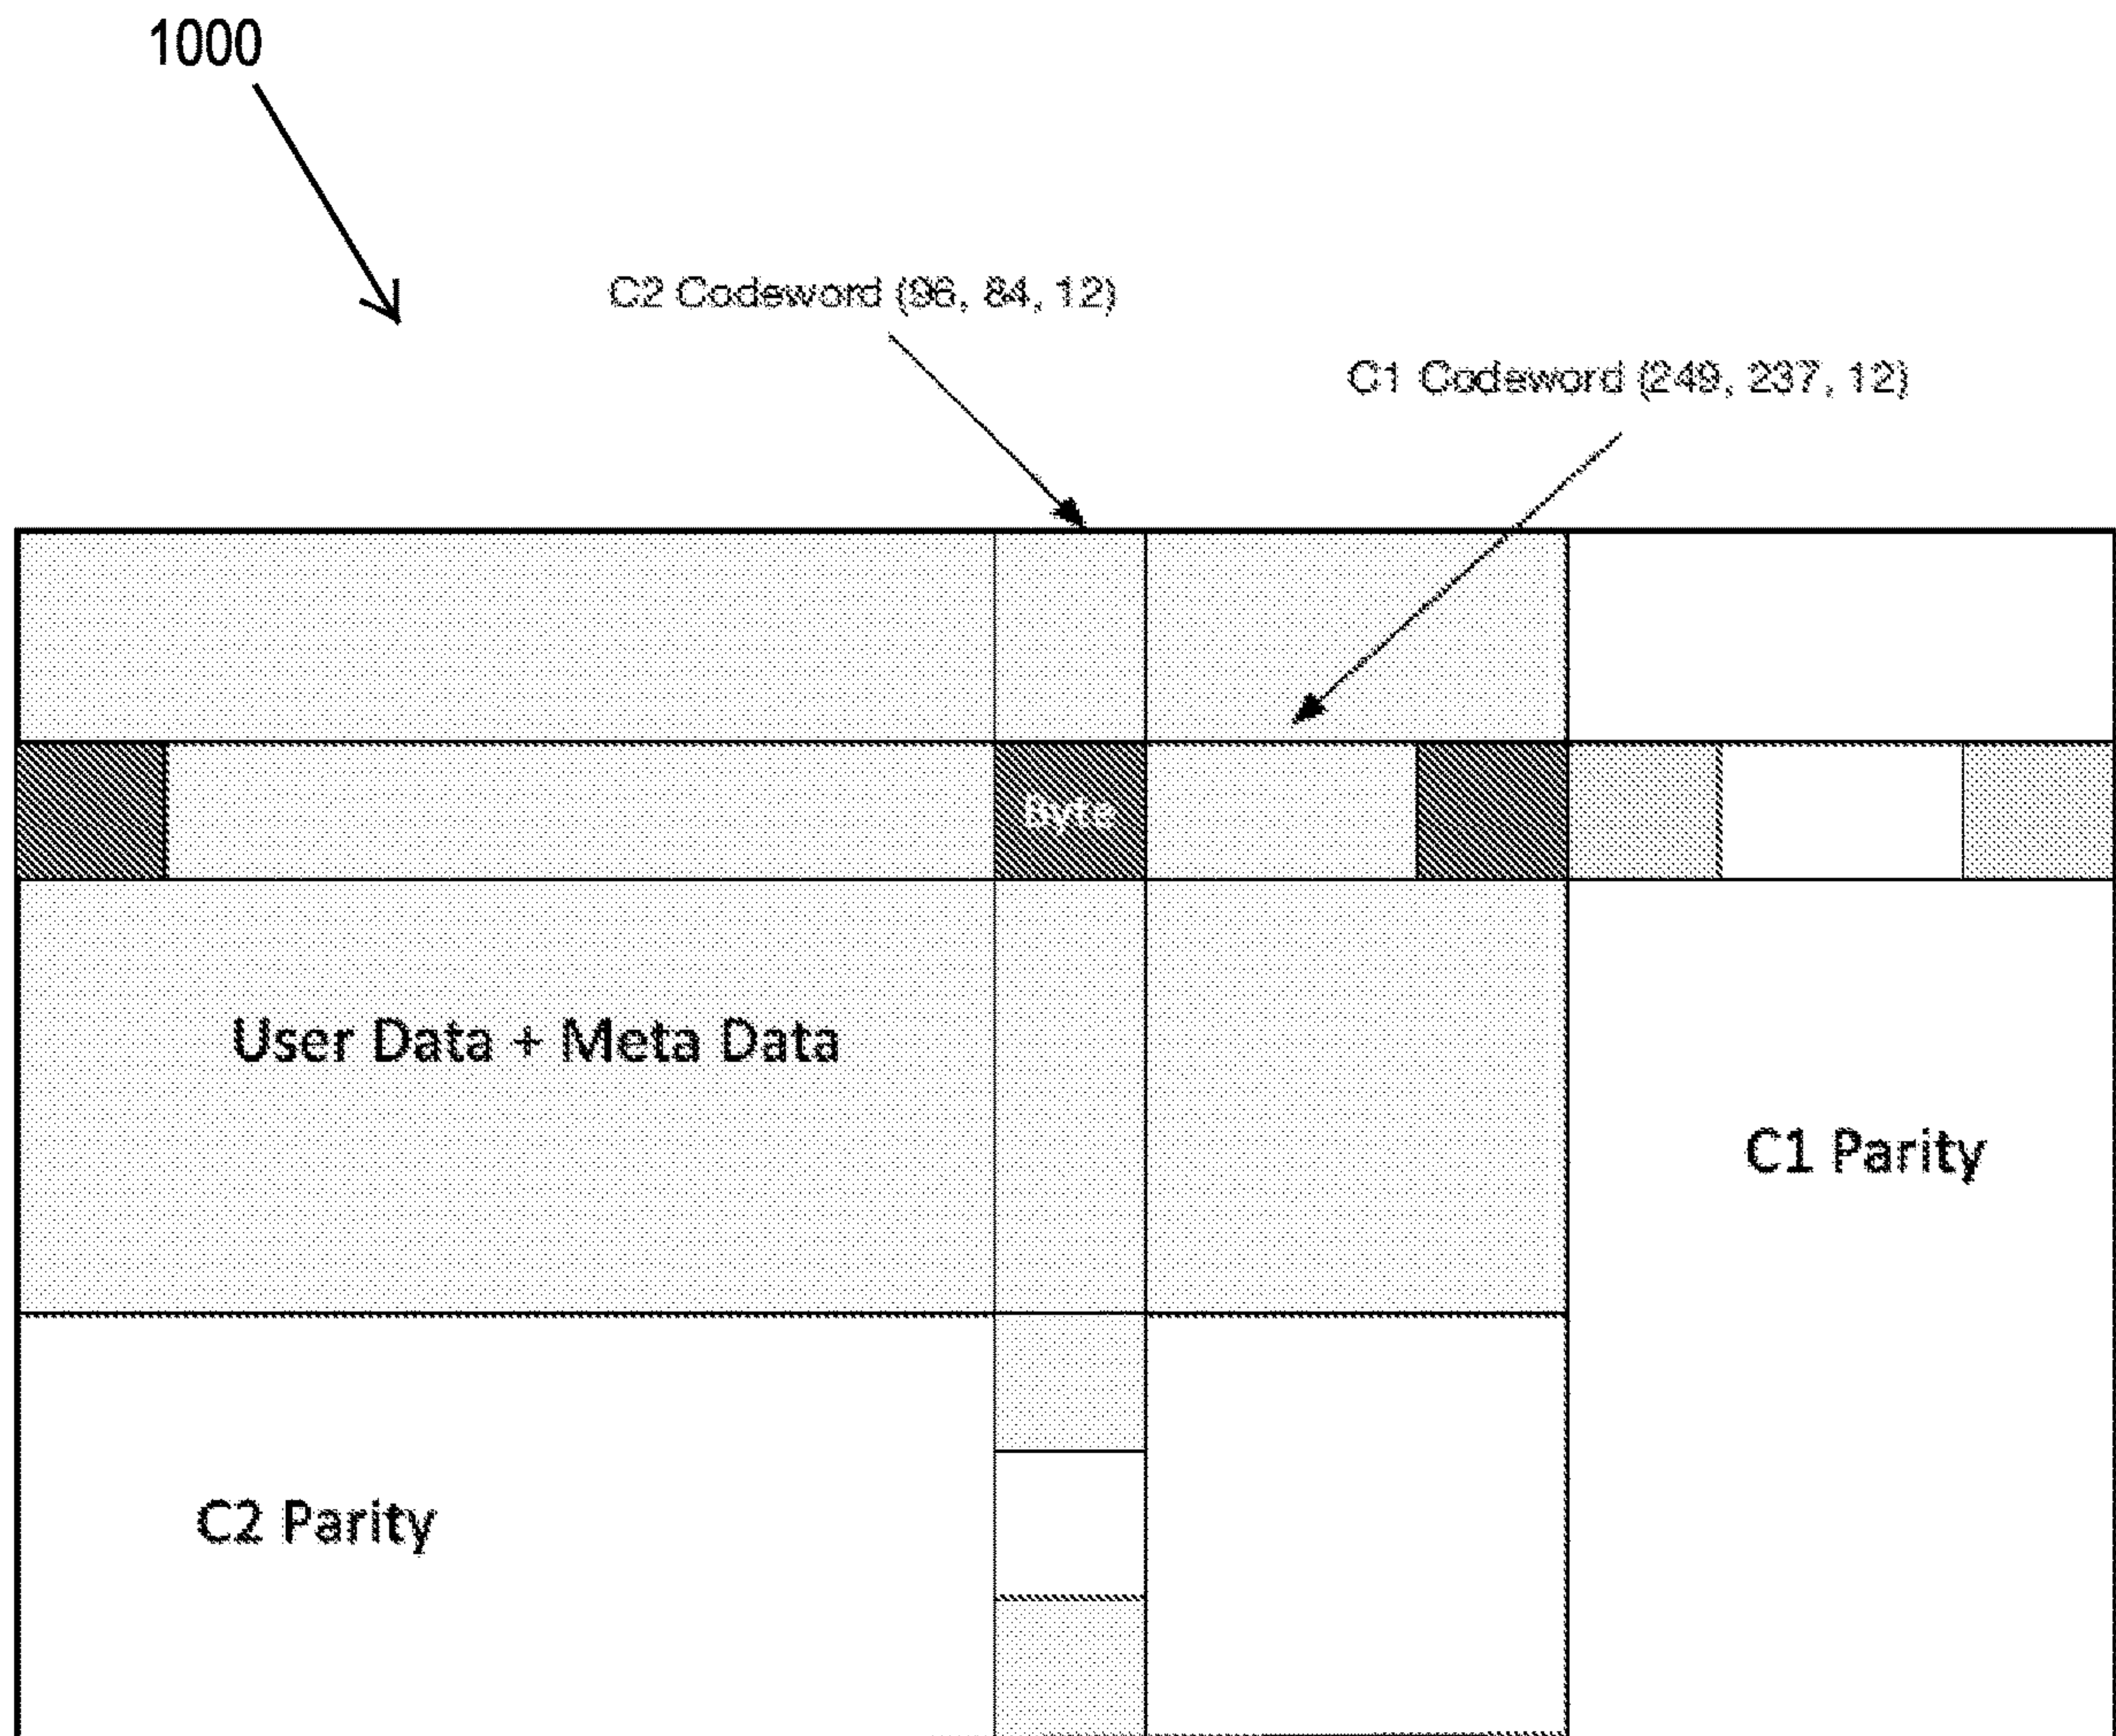 1000
C2 Codeword (96, 84, 12)
C1 Codeword (249, 237, 12)
Byte
User Data + Meta Data
C1 Parity
C2 Parity